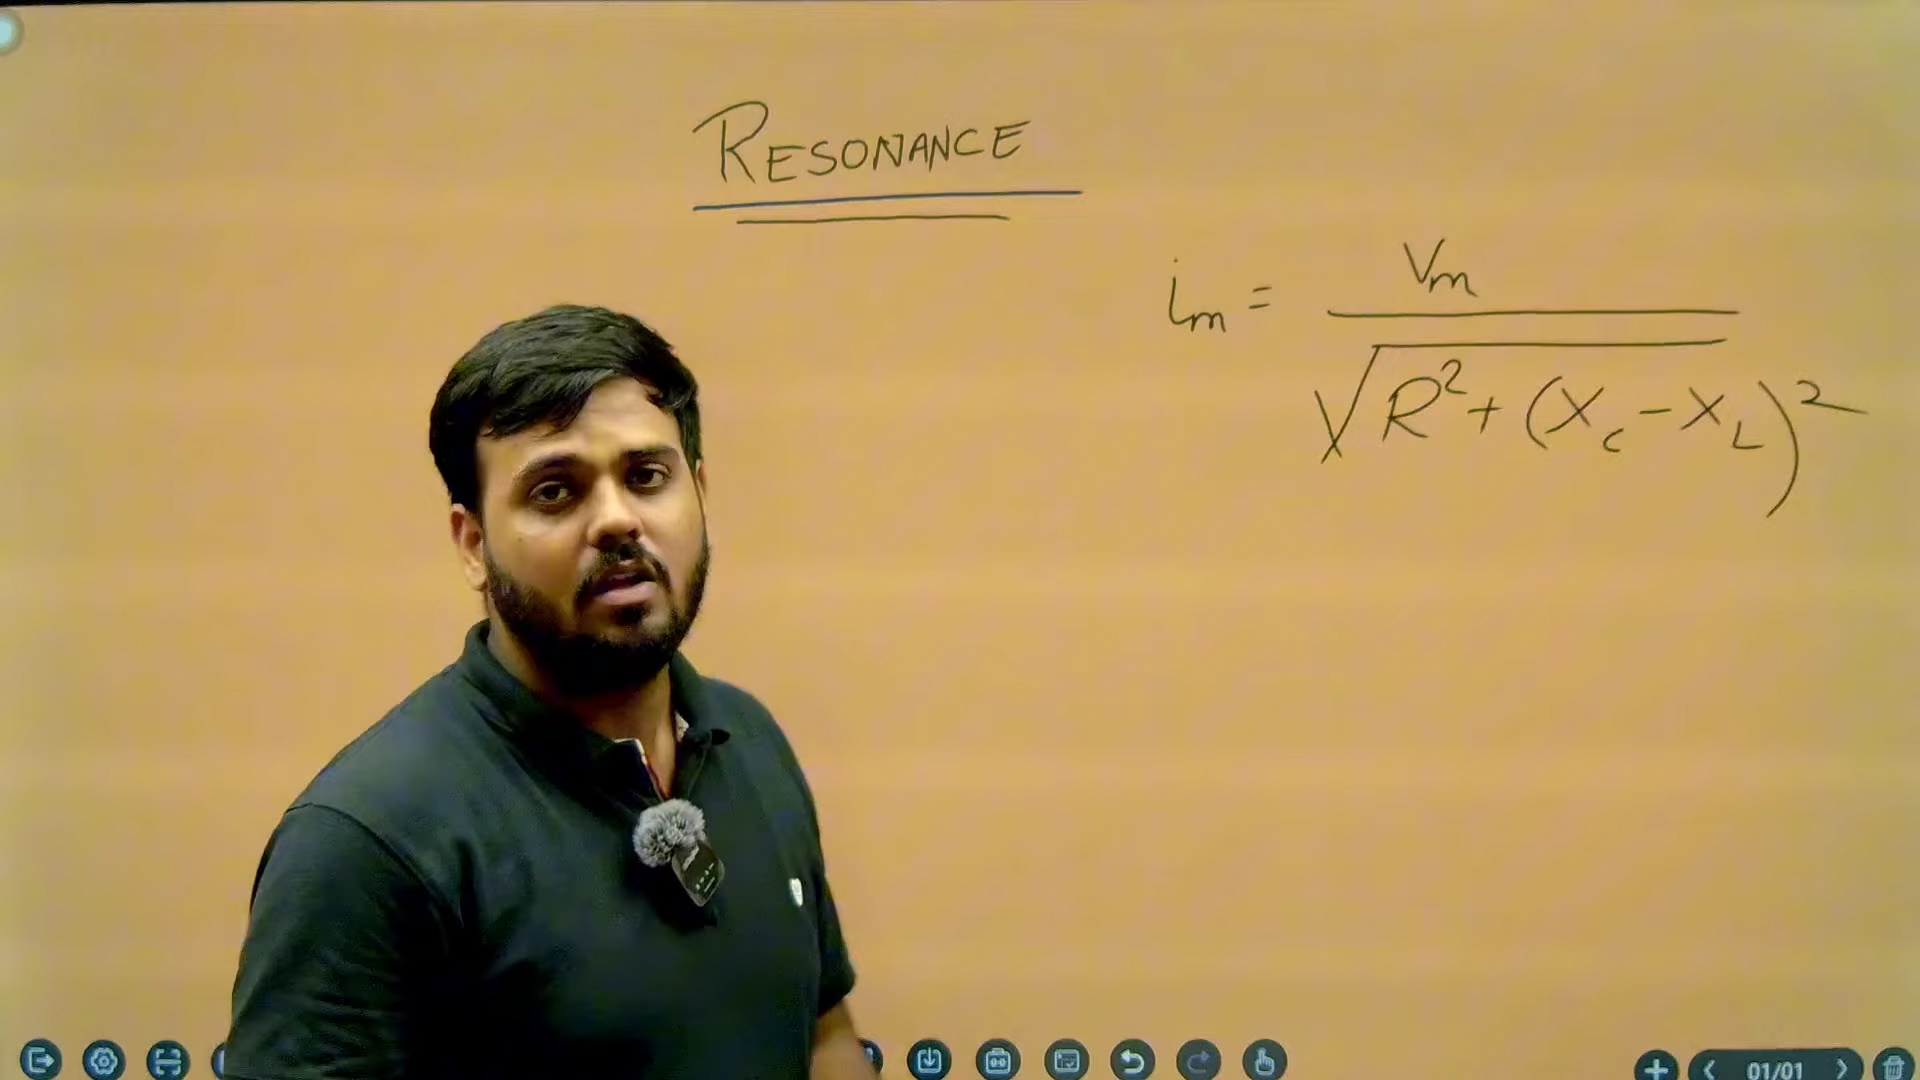 RESONANCE
im = Vm
√R²+(Xc-XL)²
01/01